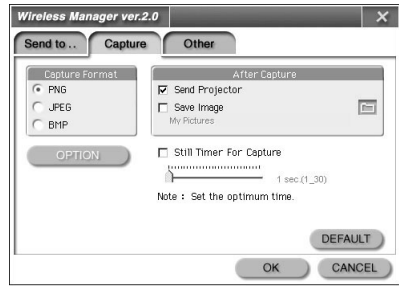 Wireless Manager ver.2.0
Send to .. Capture Other
Capture Format
PNG
JPEG
BMP
OPTION
After Capture
Send Projector
Save Image
My Pictures
Still Timer For Capture
1 sec.(1_30)
Note : Set the optimum time.
DEFAULT
OK CANCEL